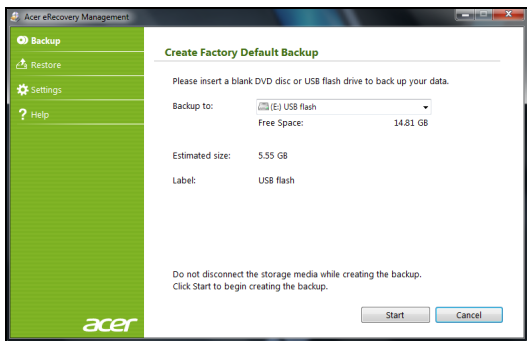 Acer eRecovery Management
Backup
Restore
Settings
? Help
Create Factory Default Backup
Please insert a blank DVD disc or USB flash drive to back up your data.
Backup to: (E:) USB flash
Free Space: 14.81 GB
Estimated size: 5.55 GB
Label: USB flash
Do not disconnect the storage media while creating the backup.
Click Start to begin creating the backup.
Start Cancel
acer